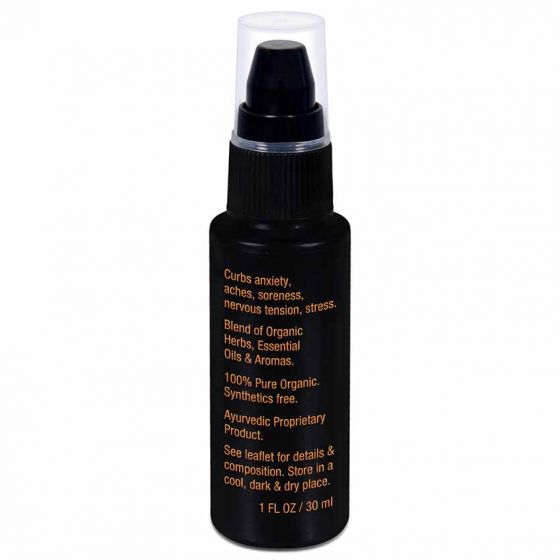 Curbs anxiety,
aches, soreness,
nervous tension, stress.
Blend of Organic
Herbs, Essential
Oils & Aromas.
100% Pure Organic.
Synthetics free.
Ayurvedic Proprietary
Product.
See leaflet for details &
composition. Store in a
cool, dark & dry place.
1 FL OZ / 30 ml